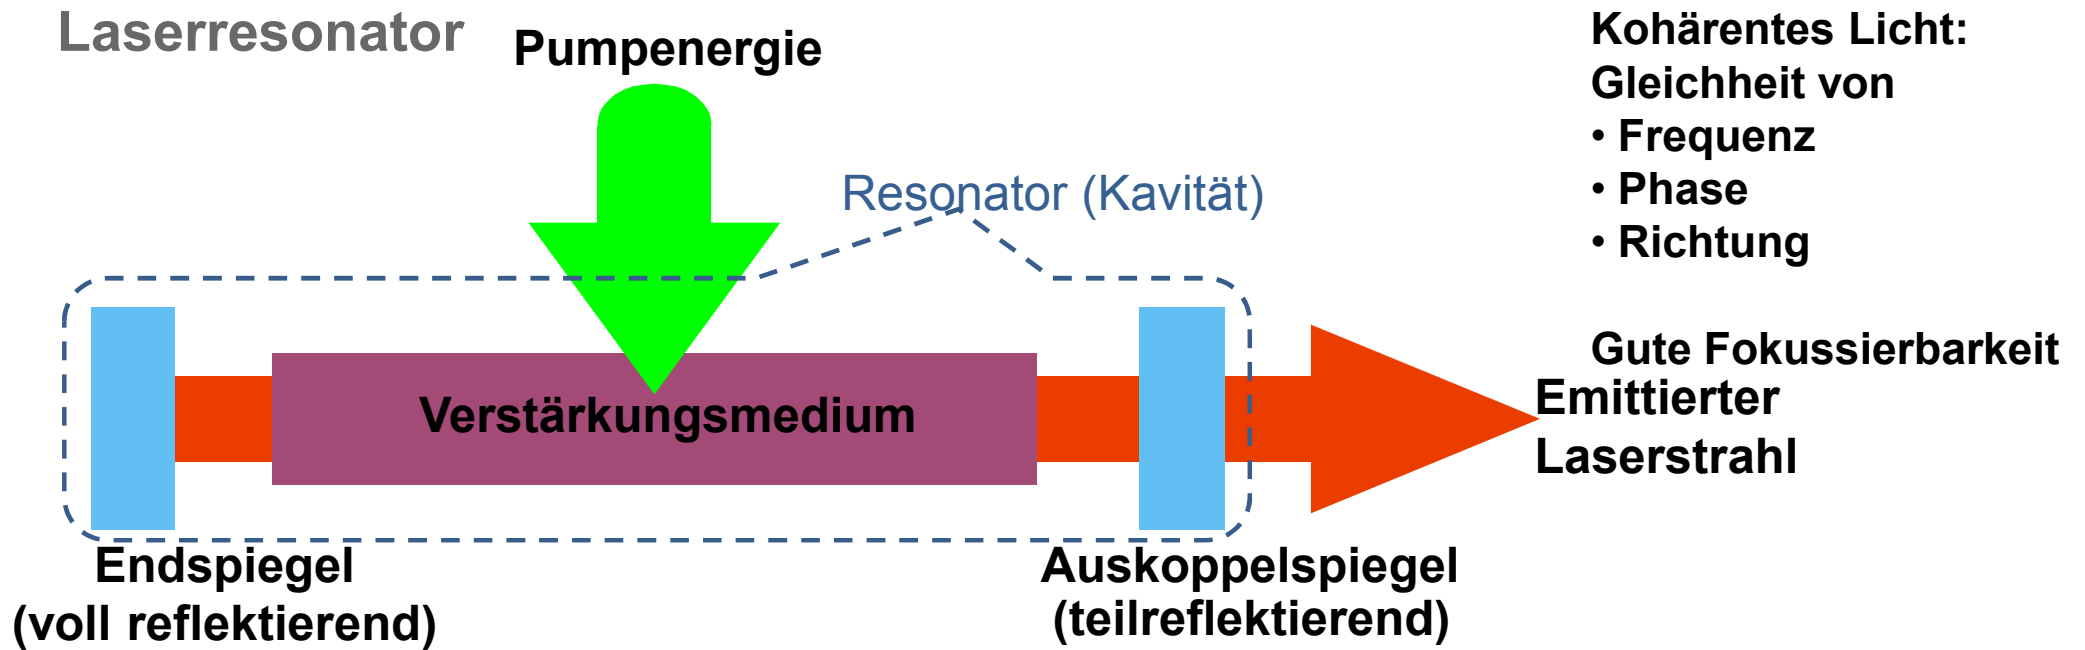 Laserresonator
Pumpenergie
Kohärentes Licht:
Gleichheit von
• Frequenz
• Phase
• Richtung
Resonator (Kavität)
Gute Fokussierbarkeit
Emittierter
Laserstrahl
Verstärkungsmedium
Endspiegel
(voll reflektierend)
Auskoppelspiegel
(teilreflektierend)